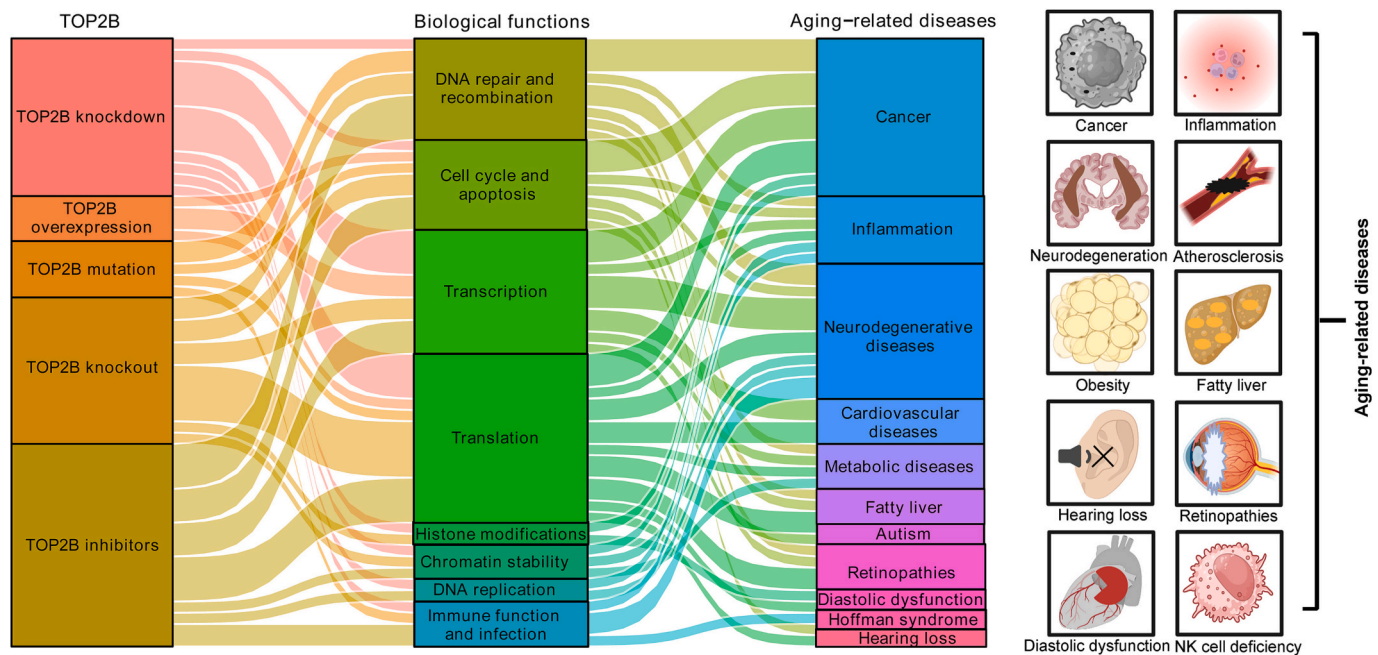 TOP2B
Biological functions
Aging−related diseases
TOP2B knockdown
TOP2B
overexpression
TOP2B mutation
TOP2B knockout
TOP2B inhibitors
DNA repair and
recombination
Cell cycle and
apoptosis
Transcription
Translation
Histone modifications
Chromatin stability
DNA replication
Immune function
and infection
Cancer
Inflammation
Neurodegenerative
diseases
Cardiovascular
diseases
Metabolic diseases
Fatty liver
Autism
Retinopathies
Diastolic dysfunction
Hoffman syndrome
Hearing loss
Cancer
Inflammation
Neurodegeneration
Atherosclerosis
Obesity
Fatty liver
Hearing loss
Retinopathies
Diastolic dysfunction
NK cell deficiency
Aging-related diseases